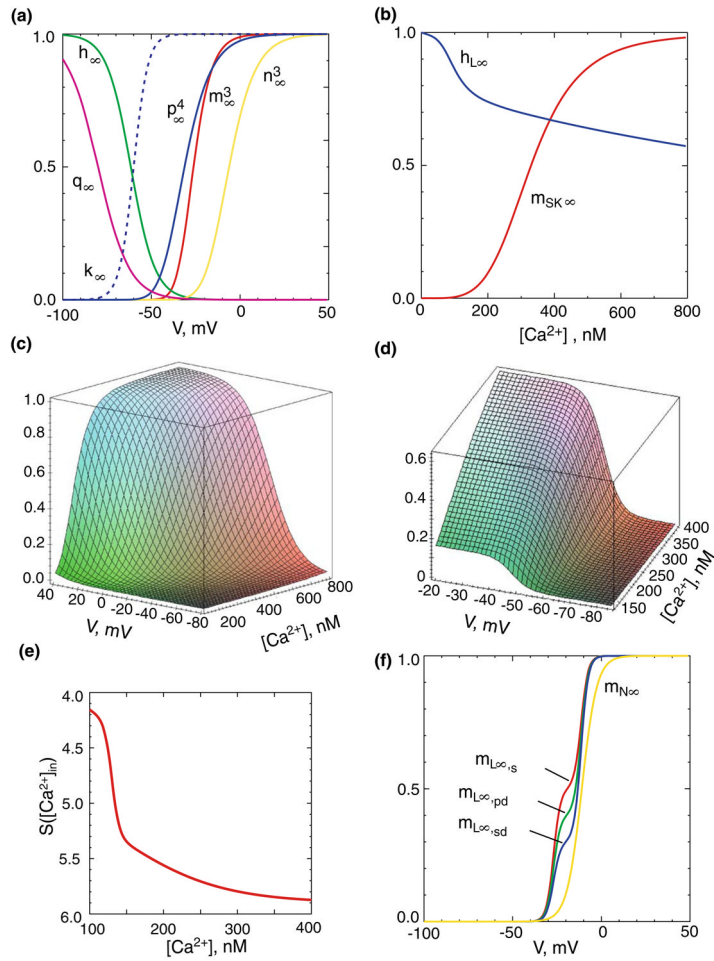 (a)
1.0
h∞
p⁴∞
m³∞
n³∞
0.5
q∞
k∞
0.0
-100
-50
0
50
V, mV
(b)
1.0
hL∞
0.5
mSK∞
0.0
0
200
400
600
800
[Ca²⁺] , nM
(c)
1.0
0.8
0.6
0.4
0.2
0.0
40
20
0
-20
-40
-60
-80
V, mV
200
400
600
800
[Ca²⁺], nM
(d)
0.6
0.4
0.2
0
-20
-30
-40
-50
-60
-70
-80
V, mV
150
200
250
300
350
400
[Ca²⁺], nM
(e)
4.0
4.5
5.0
5.5
6.0
S([Ca²⁺]in)
100
200
300
400
[Ca²⁺], nM
(f)
1.0
mN∞
mL∞,s
mL∞,pd
0.5
mL∞,sd
0.0
-100
-50
0
50
V, mV